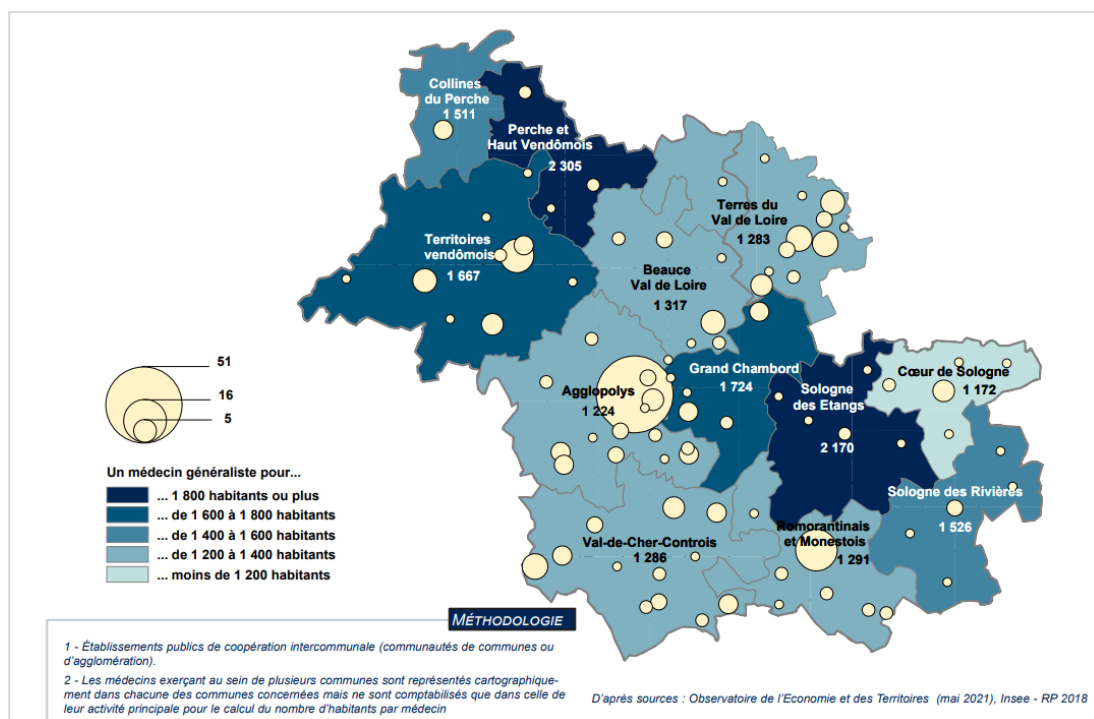 Collines
du Perche
1 511
Perche et
Haut Vendômois
2 305
Terres du
Val de Loire
1 283
Territoires
vendômois
1 667
Beauce
Val de Loire
1 317
Grand Chambord
1 724
Cœur de Sologne
1 172
Sologne
des Etangs
2 170
Agglopolys
1 224
Sologne des Rivières
1 526
Romorantinais
et Monestois
1 291
Val-de-Cher-Controis
1 286
51
16
5
Un médecin généraliste pour...
... 1 800 habitants ou plus
... de 1 600 à 1 800 habitants
... de 1 400 à 1 600 habitants
... de 1 200 à 1 400 habitants
... moins de 1 200 habitants
MÉTHODOLOGIE
1 - Établissements publics de coopération intercommunale (communautés de communes ou
d'agglomération).
2 - Les médecins exerçant au sein de plusieurs communes sont représentés cartographique-
ment dans chacune des communes concernées mais ne sont comptabilisés que dans celle de
leur activité principale pour le calcul du nombre d'habitants par médecin
D'après sources : Observatoire de l'Economie et des Territoires (mai 2021), Insee - RP 2018